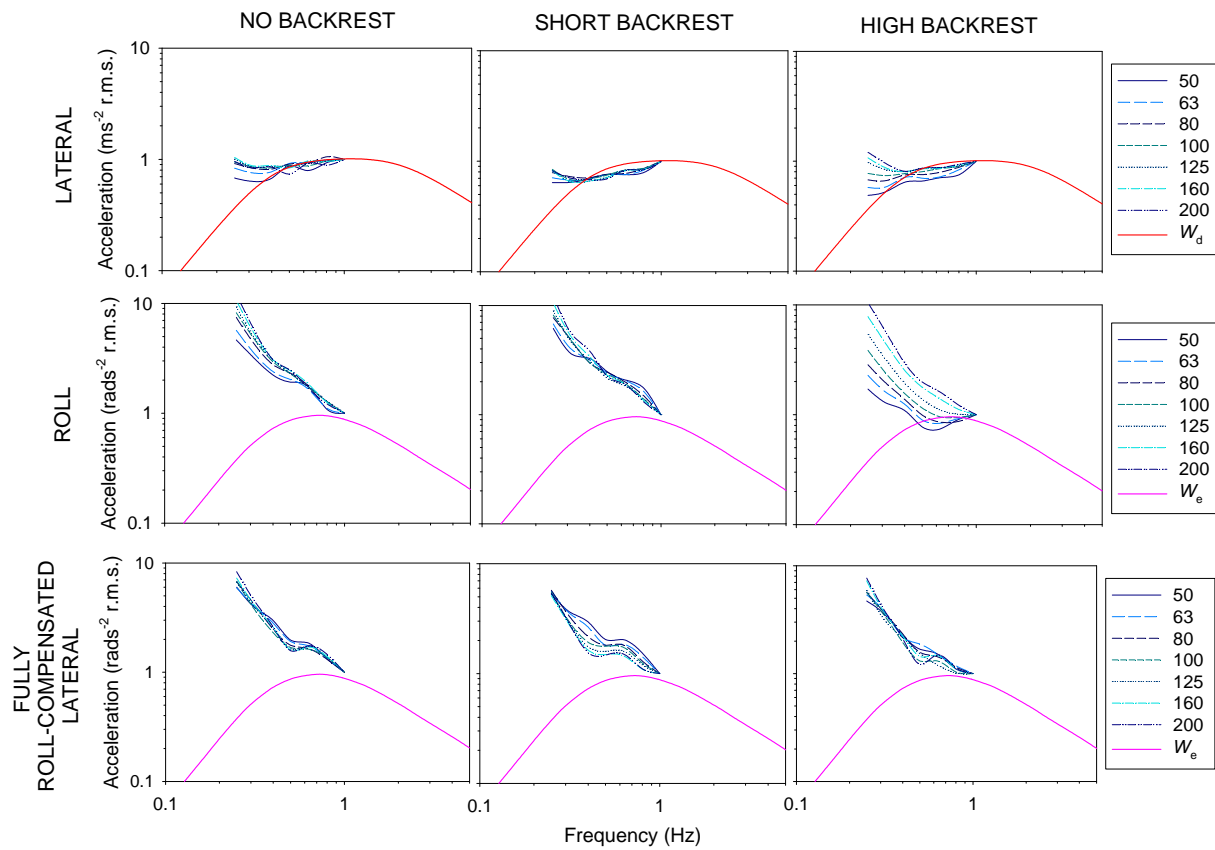 NO BACKREST
SHORT BACKREST
HIGH BACKREST
LATERAL
Acceleration (ms⁻² r.m.s.)
10
1
0.1
50
63
80
100
125
160
200
W_d
ROLL
Acceleration (rads⁻² r.m.s.)
10
1
0.1
50
63
80
100
125
160
200
W_e
FULLY
ROLL-COMPENSATED
LATERAL
Acceleration (rads⁻² r.m.s.)
10
1
0.1
50
63
80
100
125
160
200
W_e
0.1
1
0.1
1
0.1
1
Frequency (Hz)